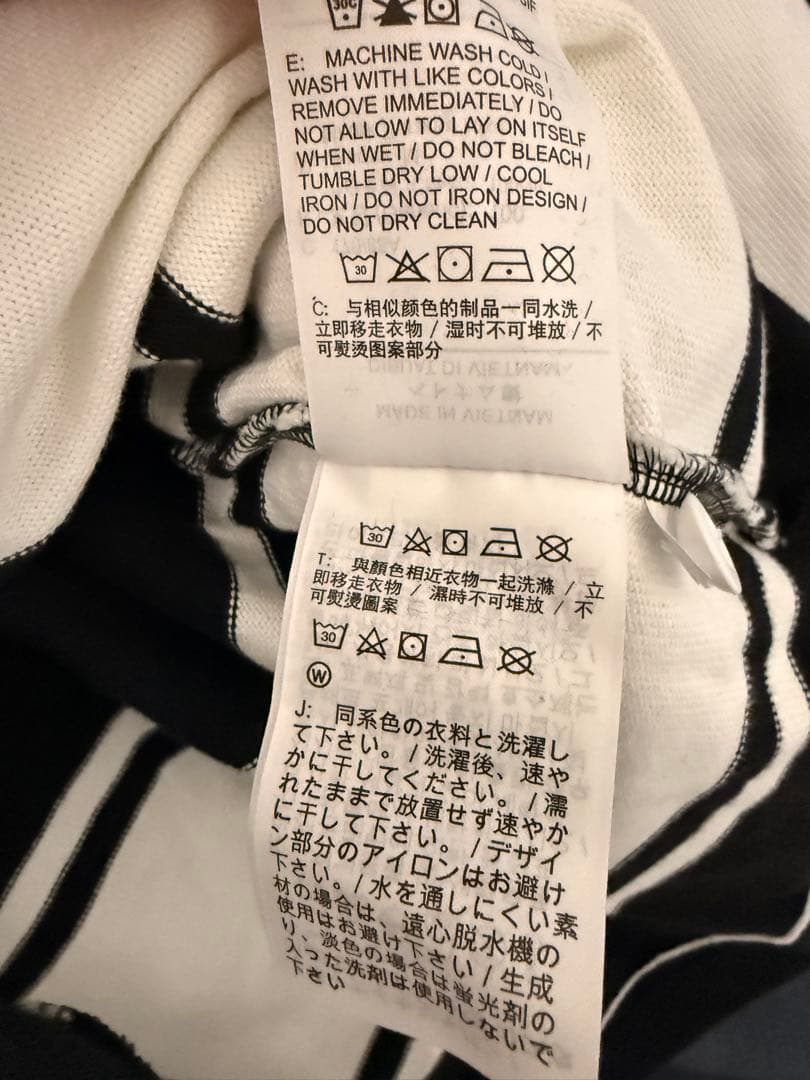 30C
E: MACHINE WASH COLD /
WASH WITH LIKE COLORS /
REMOVE IMMEDIATELY / DO
NOT ALLOW TO LAY ON ITSELF
WHEN WET / DO NOT BLEACH /
TUMBLE DRY LOW / COOL
IRON / DO NOT IRON DESIGN /
DO NOT DRY CLEAN
30
C: 与相似颜色的制品一同水洗 /
立即移走衣物 / 湿时不可堆放 / 不
可熨烫图案部分
MADE IN VIETNAM
30
T: 與顏色相近衣物一起洗滌 / 立
即移走衣物 / 濕時不可堆放 / 不
可熨燙圖案
30
W
J: 同系色の衣料と洗濯し
て下さい。/ 洗濯後、速や
かに干してください。/ 濡
れたままで放置せず速やか
に干して下さい。/ デザイ
ン部分のアイロンはお避け
下さい。/ 水を通しにくい素
材の場合は、遠心脱水機の
使用はお避け下さい / 生成
り、淡色の場合は蛍光剤の
入った洗剤は使用しないで
下さい